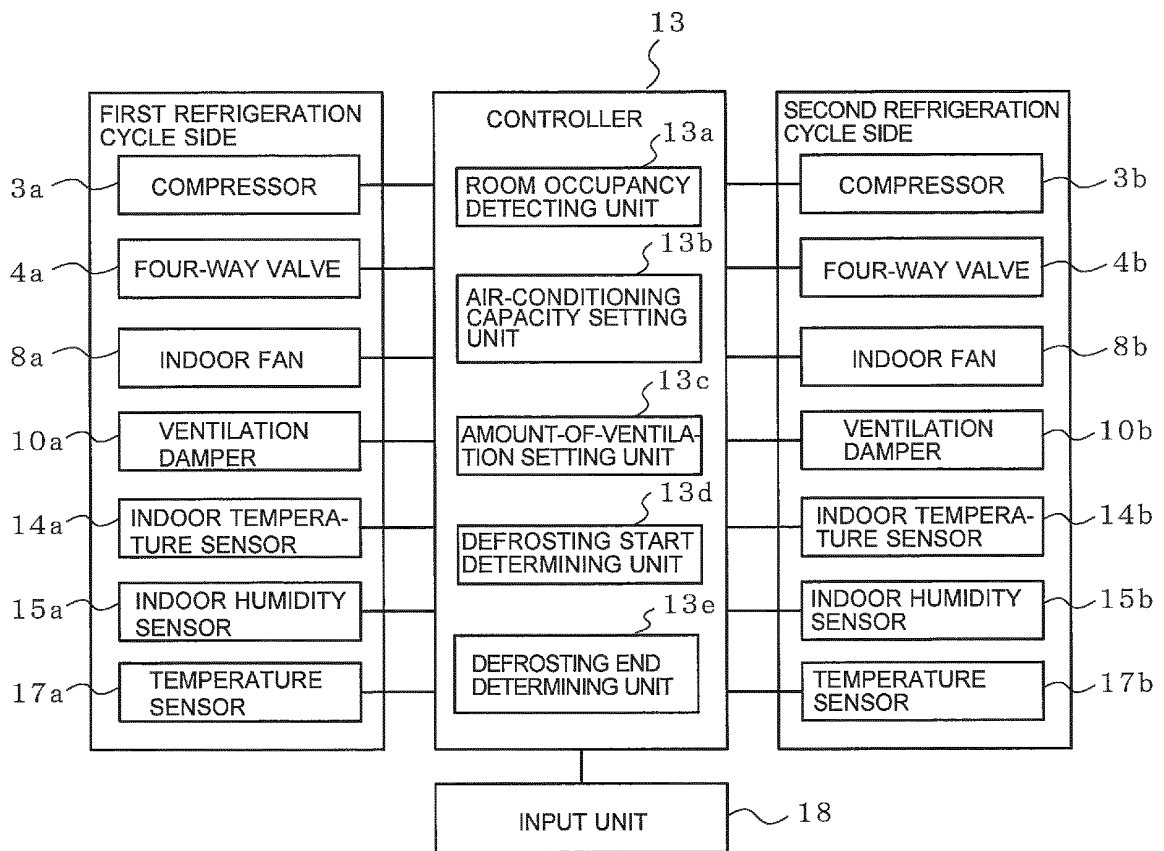 13
FIRST REFRIGERATION
CYCLE SIDE
3a
COMPRESSOR
4a
FOUR-WAY VALVE
8a
INDOOR FAN
10a
VENTILATION
DAMPER
14a
INDOOR TEMPERA-
TURE SENSOR
15a
INDOOR HUMIDITY
SENSOR
17a
TEMPERATURE
SENSOR
CONTROLLER
13a
ROOM OCCUPANCY
DETECTING UNIT
13b
AIR-CONDITIONING
CAPACITY SETTING
UNIT
13c
AMOUNT-OF-VENTILA-
TION SETTING UNIT
13d
DEFROSTING START
DETERMINING UNIT
13e
DEFROSTING END
DETERMINING UNIT
SECOND REFRIGERATION
CYCLE SIDE
COMPRESSOR
3b
FOUR-WAY VALVE
4b
INDOOR FAN
8b
VENTILATION
DAMPER
10b
INDOOR TEMPERA-
TURE SENSOR
14b
INDOOR HUMIDITY
SENSOR
15b
TEMPERATURE
SENSOR
17b
INPUT UNIT
18